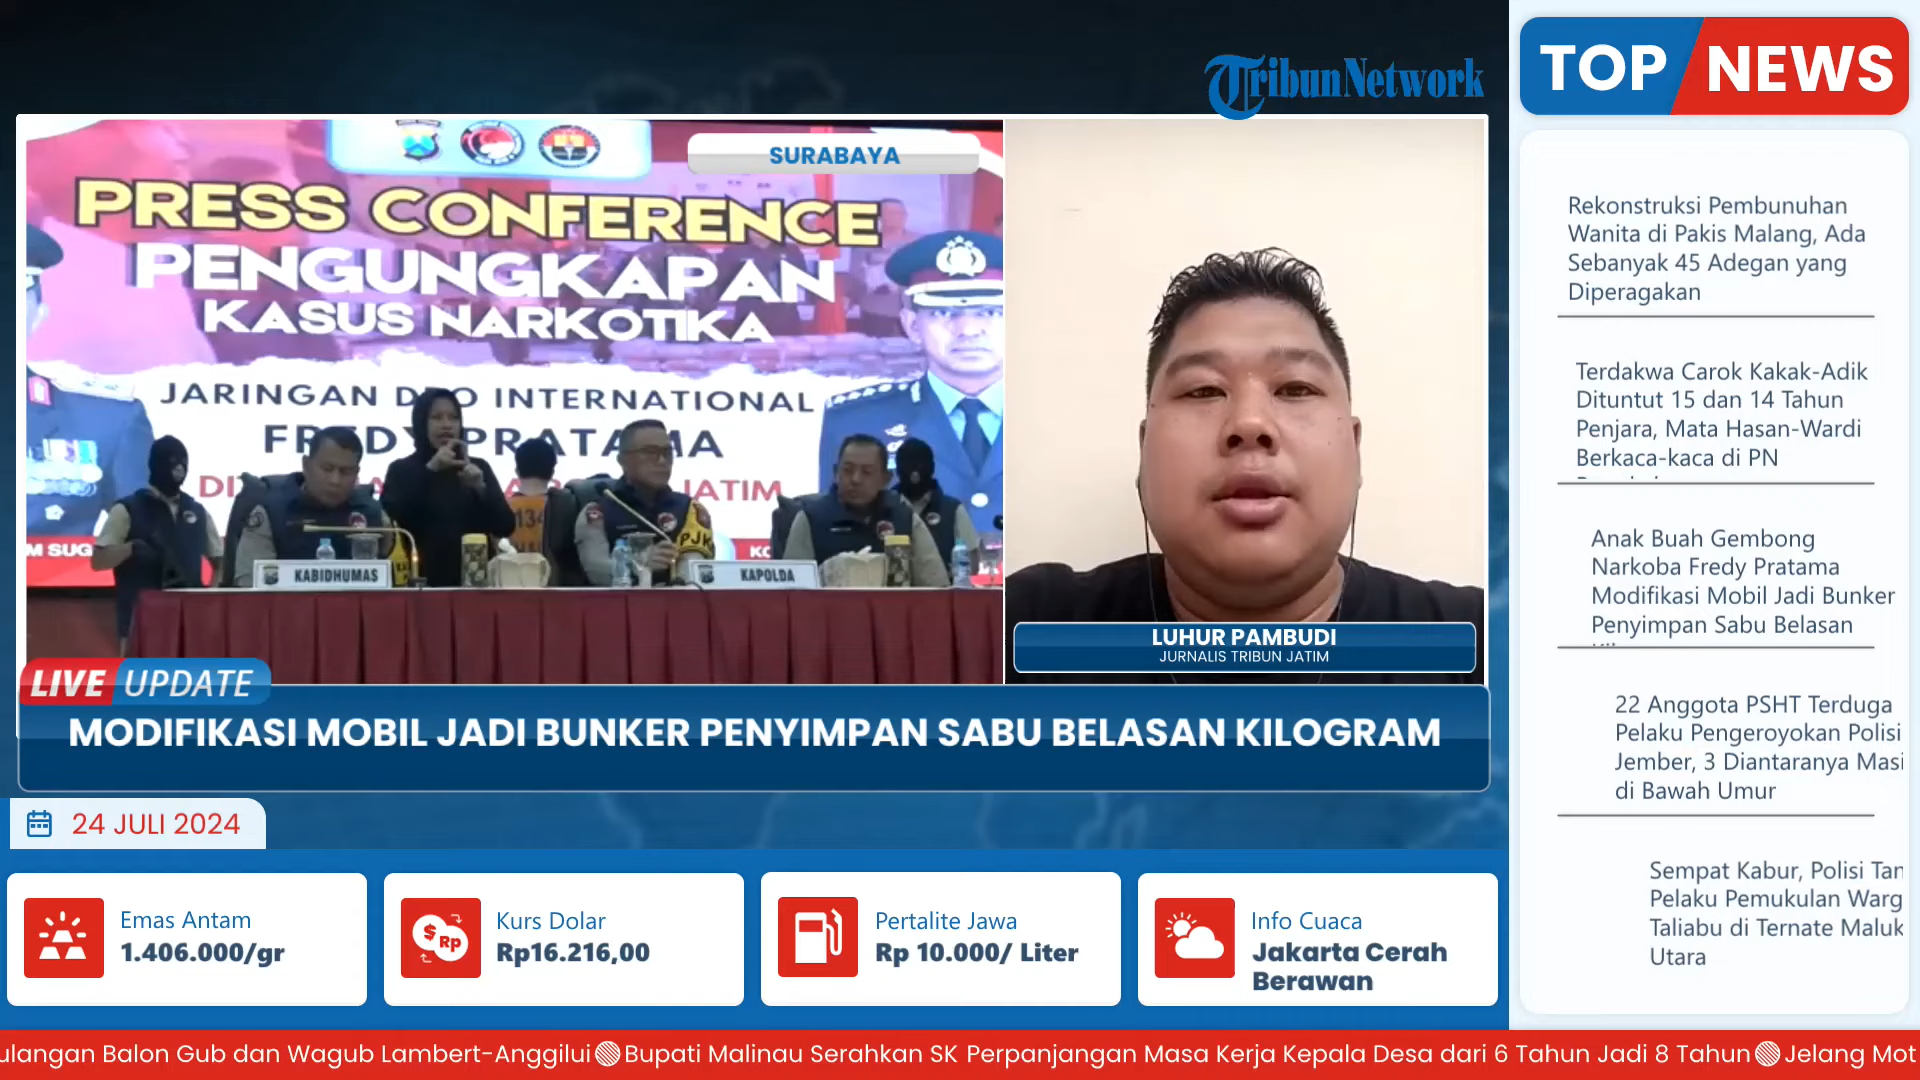 TribunNetwork
TOP NEWS
SURABAYA
PRESS CONFERENCE
PENGUNGKAPAN
KASUS NARKOTIKA
JARINGAN DPO INTERNATIONAL
FREDY PRATAMA
JATIM
134
KABIDHUMAS
KAPOLDA
LUHUR PAMBUDI
JURNALIS TRIBUN JATIM
LIVE UPDATE
MODIFIKASI MOBIL JADI BUNKER PENYIMPAN SABU BELASAN KILOGRAM
24 JULI 2024
Emas Antam
1.406.000/gr
Kurs Dolar
Rp16.216,00
Pertalite Jawa
Rp 10.000/ Liter
Info Cuaca
Jakarta Cerah
Berawan
Rekonstruksi Pembunuhan
Wanita di Pakis Malang, Ada
Sebanyak 45 Adegan yang
Diperagakan
Terdakwa Carok Kakak-Adik
Dituntut 15 dan 14 Tahun
Penjara, Mata Hasan-Wardi
Berkaca-kaca di PN
Anak Buah Gembong
Narkoba Fredy Pratama
Modifikasi Mobil Jadi Bunker
Penyimpan Sabu Belasan
22 Anggota PSHT Terduga
Pelaku Pengeroyokan Polisi
Jember, 3 Diantaranya Masi
di Bawah Umur
Sempat Kabur, Polisi Tan
Pelaku Pemukulan Warg
Taliabu di Ternate Maluk
Utara
ulangan Balon Gub dan Wagub Lambert-Anggilui Bupati Malinau Serahkan SK Perpanjangan Masa Kerja Kepala Desa dari 6 Tahun Jadi 8 Tahun Jelang Mot